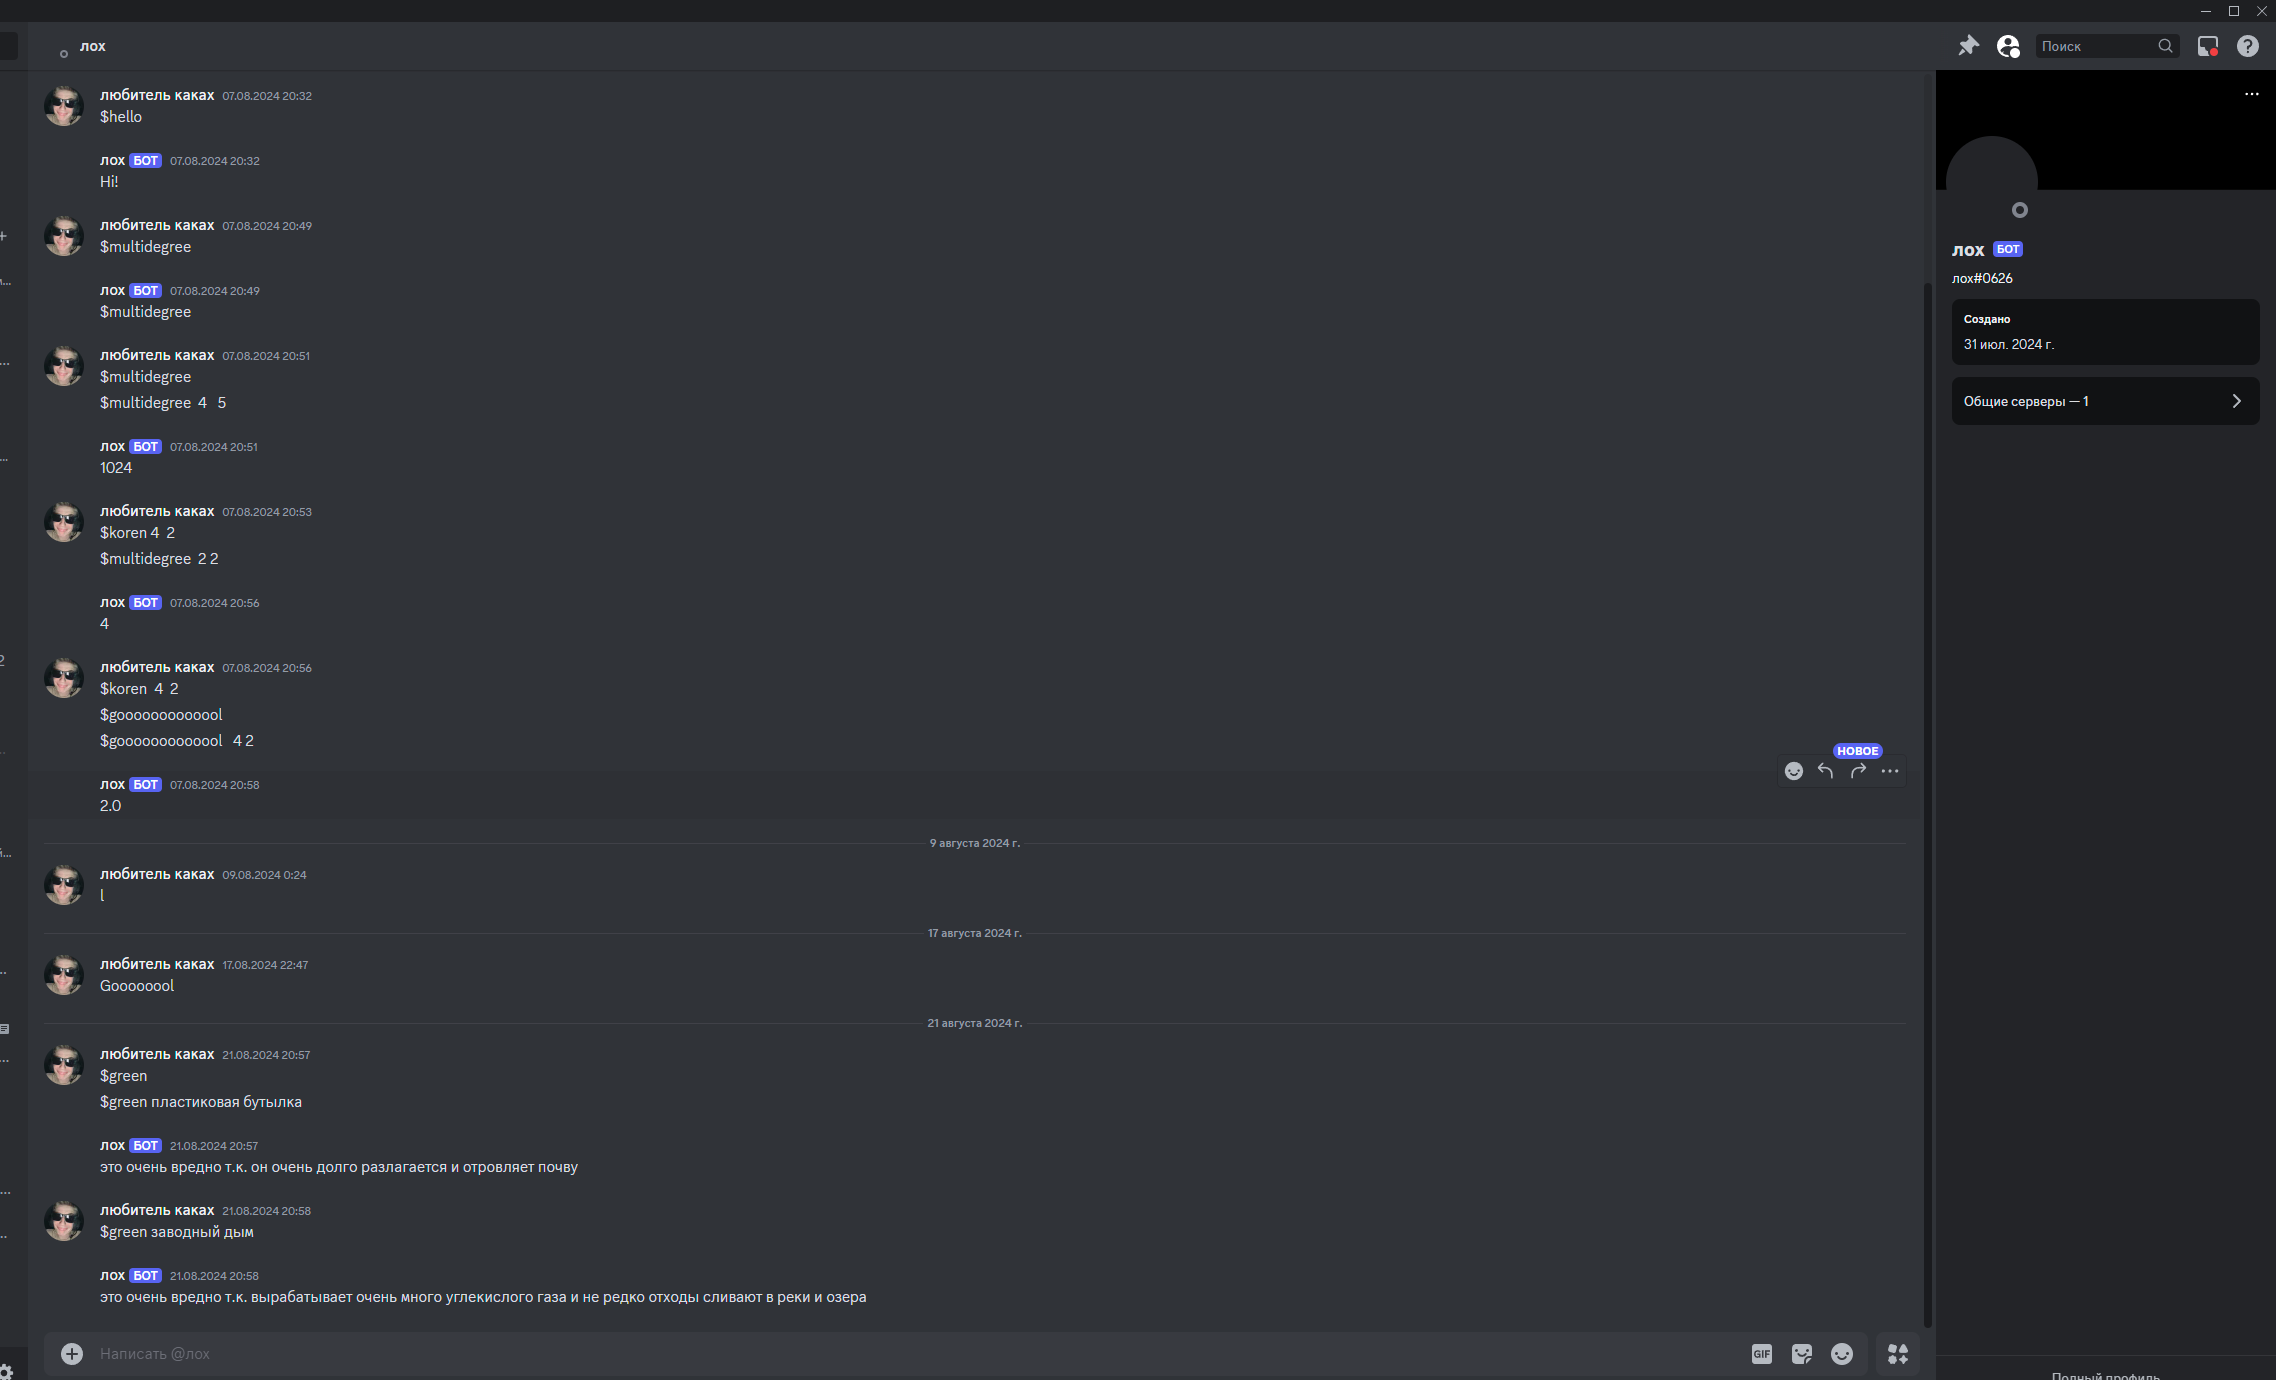 лох
Поиск
любитель каках 07.08.2024 20:32
$hello
лох БОТ 07.08.2024 20:32
Hi!
любитель каках 07.08.2024 20:49
$multidegree
лох БОТ 07.08.2024 20:49
$multidegree
любитель каках 07.08.2024 20:51
$multidegree
$multidegree 4 5
лох БОТ 07.08.2024 20:51
1024
любитель каках 07.08.2024 20:53
$koren 4 2
$multidegree 2 2
лох БОТ 07.08.2024 20:56
4
любитель каках 07.08.2024 20:56
$koren 4 2
$goooooooooooool
$goooooooooooool 4 2
НОВОЕ
лох БОТ 07.08.2024 20:58
2.0
9 августа 2024 г.
любитель каках 09.08.2024 0:24
l
17 августа 2024 г.
любитель каках 17.08.2024 22:47
Goooooool
21 августа 2024 г.
любитель каках 21.08.2024 20:57
$green
$green пластиковая бутылка
лох БОТ 21.08.2024 20:57
это очень вредно т.к. он очень долго разлагается и отровляет почву
любитель каках 21.08.2024 20:58
$green заводный дым
лох БОТ 21.08.2024 20:58
это очень вредно т.к. вырабатывает очень много углекислого газа и не редко отходы сливают в реки и озера
Написать @лох
GIF
лох БОТ
лох#0626
Создано
31 июл. 2024 г.
Общие серверы — 1
Полный профиль